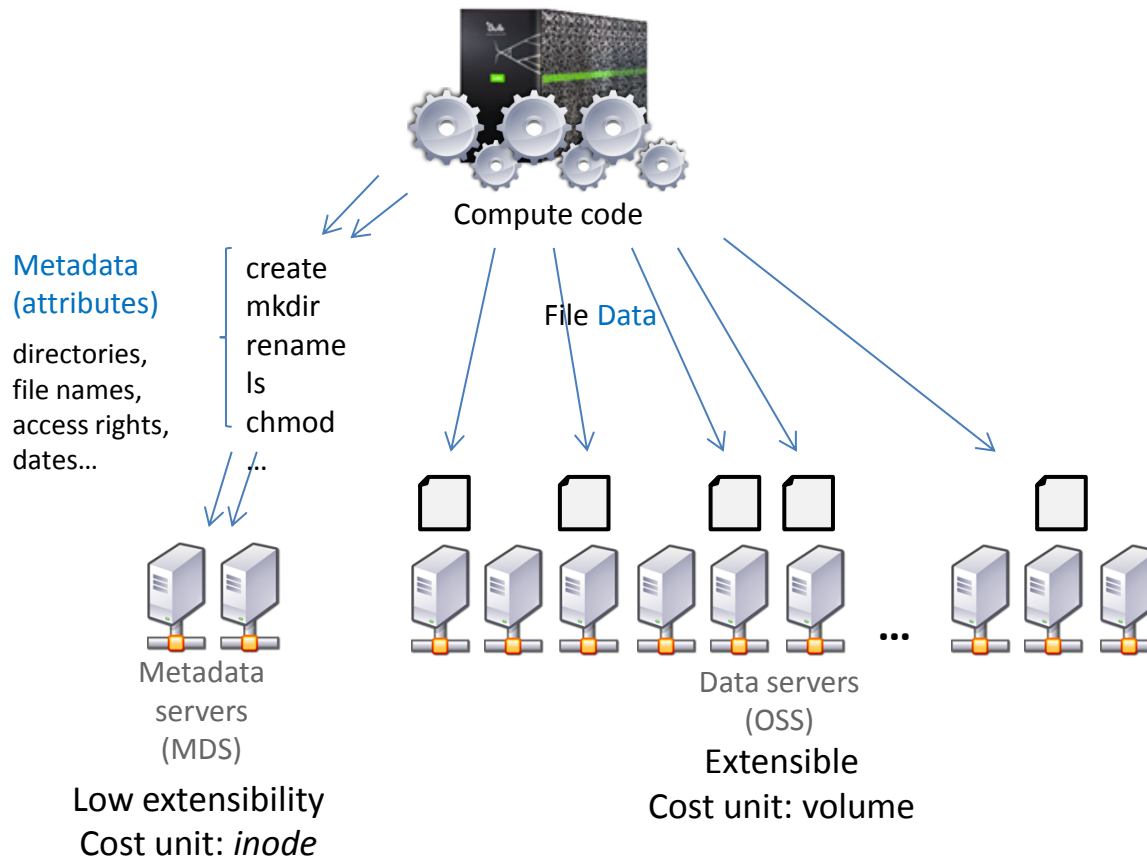 Bull
Compute code
Metadata
(attributes)
directories,
file names,
access rights,
dates…
create
mkdir
rename
ls
chmod
…
File Data
...
Metadata
servers
(MDS)
Low extensibility
Cost unit: inode
Data servers
(OSS)
Extensible
Cost unit: volume